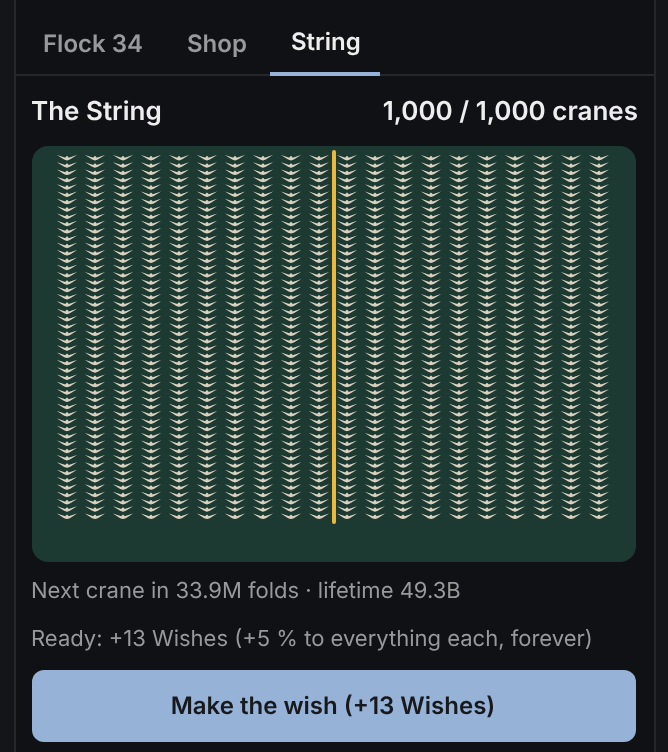 Flock 34 Shop String
The String 1,000 / 1,000 cranes
Next crane in 33.9M folds · lifetime 49.3B
Ready: +13 Wishes (+5 % to everything each, forever)
Make the wish (+13 Wishes)